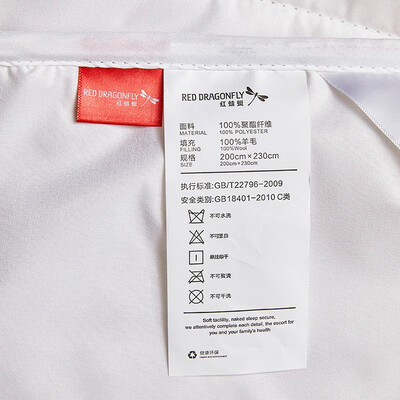 RED DRAGONFLY
红蜻蜓
RED DRAGONFLY
红蜻蜓
面料 100%聚酯纤维
MATERIAL 100% POLYESTER
填充 100%羊毛
FILLING 100%Wool
规格 200cm×230cm
SIZE 200cm×230cm
执行标准:GB/T22796-2009
安全类别:GB18401-2010 C类
不可水洗
不可漂白
悬挂晾干
不可熨烫
不可干洗
Soft tactility, naked sleep secure,
we attentively complete each detail, the escort for
you and your family's health
健康环保